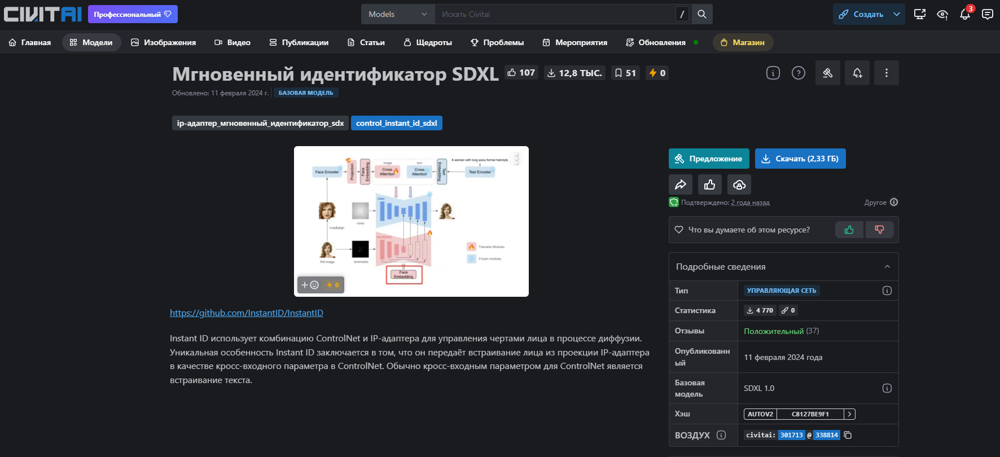 CIVITAI
Профессиональный
Models
Искать Civitai
/
Создать
3
Главная
Модели
Изображения
Видео
Публикации
Статьи
Щедроты
Проблемы
Мероприятия
Обновления
Магазин
Мгновенный идентификатор SDXL
107
12,8 ТЫС.
51
0
Обновлено: 11 февраля 2024 г.
БАЗОВАЯ МОДЕЛЬ
ip-адаптер_мгновенный_идентификатор_sdx
control_instant_id_sdxl
Face Encoder
Projection
Face Embedding
image
Cross Attention
text
Cross Attention
Text Embedding
A woman with long wavy formal hairstyle.
Text Encoder
UNet
noise
crop&align
Ref image
landmarks
IdentityNet
Face Embedding
Trainable Modules
Frozen modules
0
https://github.com/InstantID/InstantID
Instant ID использует комбинацию ControlNet и IP-адаптера для управления чертами лица в процессе диффузии.
Уникальная особенность Instant ID заключается в том, что он передаёт встраивание лица из проекции IP-адаптера
в качестве кросс-входного параметра в ControlNet. Обычно кросс-входным параметром для ControlNet является
встраивание текста.
Предложение
Скачать (2,33 ГБ)
Подтверждено: 2 года назад
Другое
Что вы думаете об этом ресурсе?
Подробные сведения
Тип
УПРАВЛЯЮЩАЯ СЕТЬ
Статистика
4 770
0
Отзывы
Положительный (37)
Опубликованн
ый
11 февраля 2024 года
Базовая
модель
SDXL 1.0
Хэш
AUTOV2
C8127BE9F1
ВОЗДУХ
civitai: 301713 @ 338814